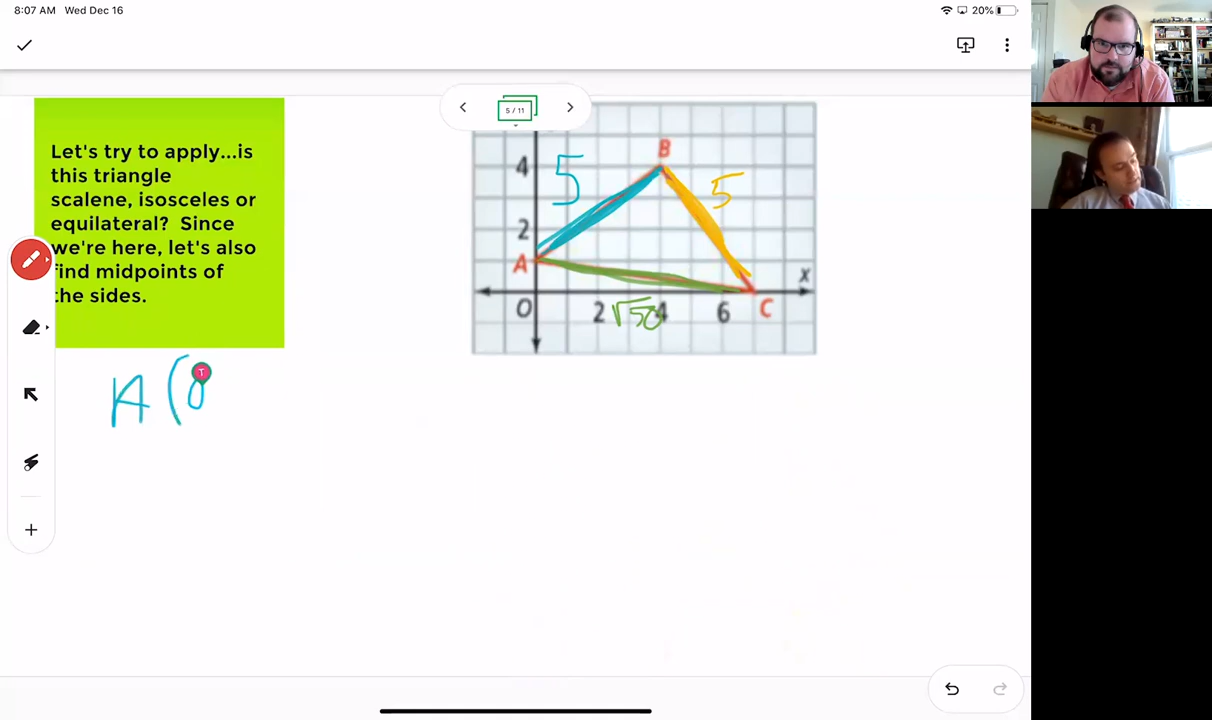 8:07 AM Wed Dec 16
20%
5 / 11
Let's try to apply...is
this triangle
scalene, isosceles or
equilateral? Since
we're here, let's also
find midpoints of
the sides.
B
4
5
5
2
A
x
O
2
√50
4
6
C
A (0
T